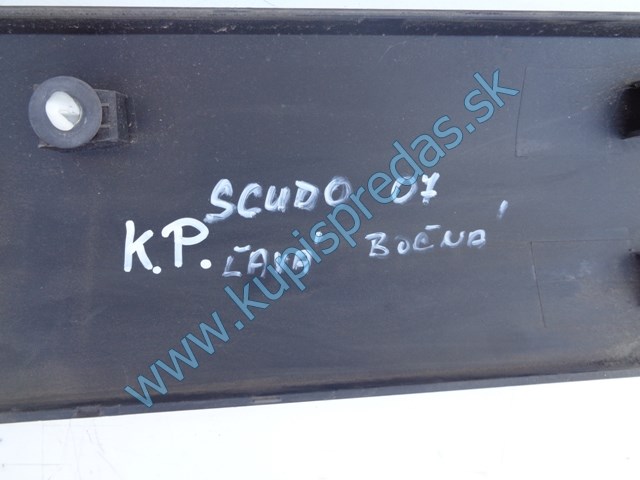 SCUDO 07
K.P. ĽAVÁ BOČNÁ
www.kupispredas.sk